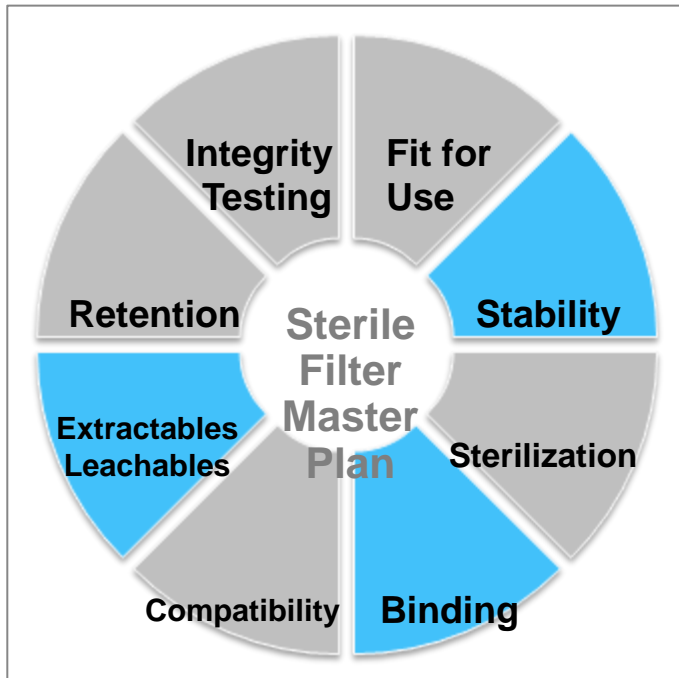 Integrity
Testing
Fit for
Use
Retention
Stability
Sterile
Filter
Master
Plan
Extractables
Leachables
Sterilization
Compatibility
Binding